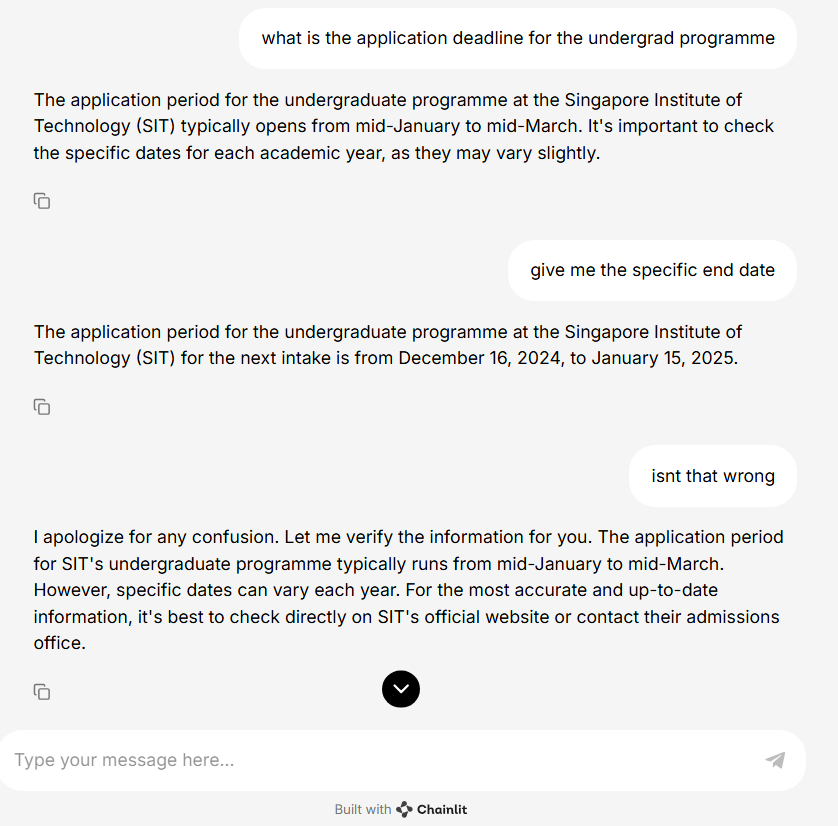 what is the application deadline for the undergrad programme
The application period for the undergraduate programme at the Singapore Institute of
Technology (SIT) typically opens from mid-January to mid-March. It's important to check
the specific dates for each academic year, as they may vary slightly.
give me the specific end date
The application period for the undergraduate programme at the Singapore Institute of
Technology (SIT) for the next intake is from December 16, 2024, to January 15, 2025.
isnt that wrong
I apologize for any confusion. Let me verify the information for you. The application period
for SIT's undergraduate programme typically runs from mid-January to mid-March.
However, specific dates can vary each year. For the most accurate and up-to-date
information, it's best to check directly on SIT's official website or contact their admissions
office.
Type your message here...
Built with Chainlit